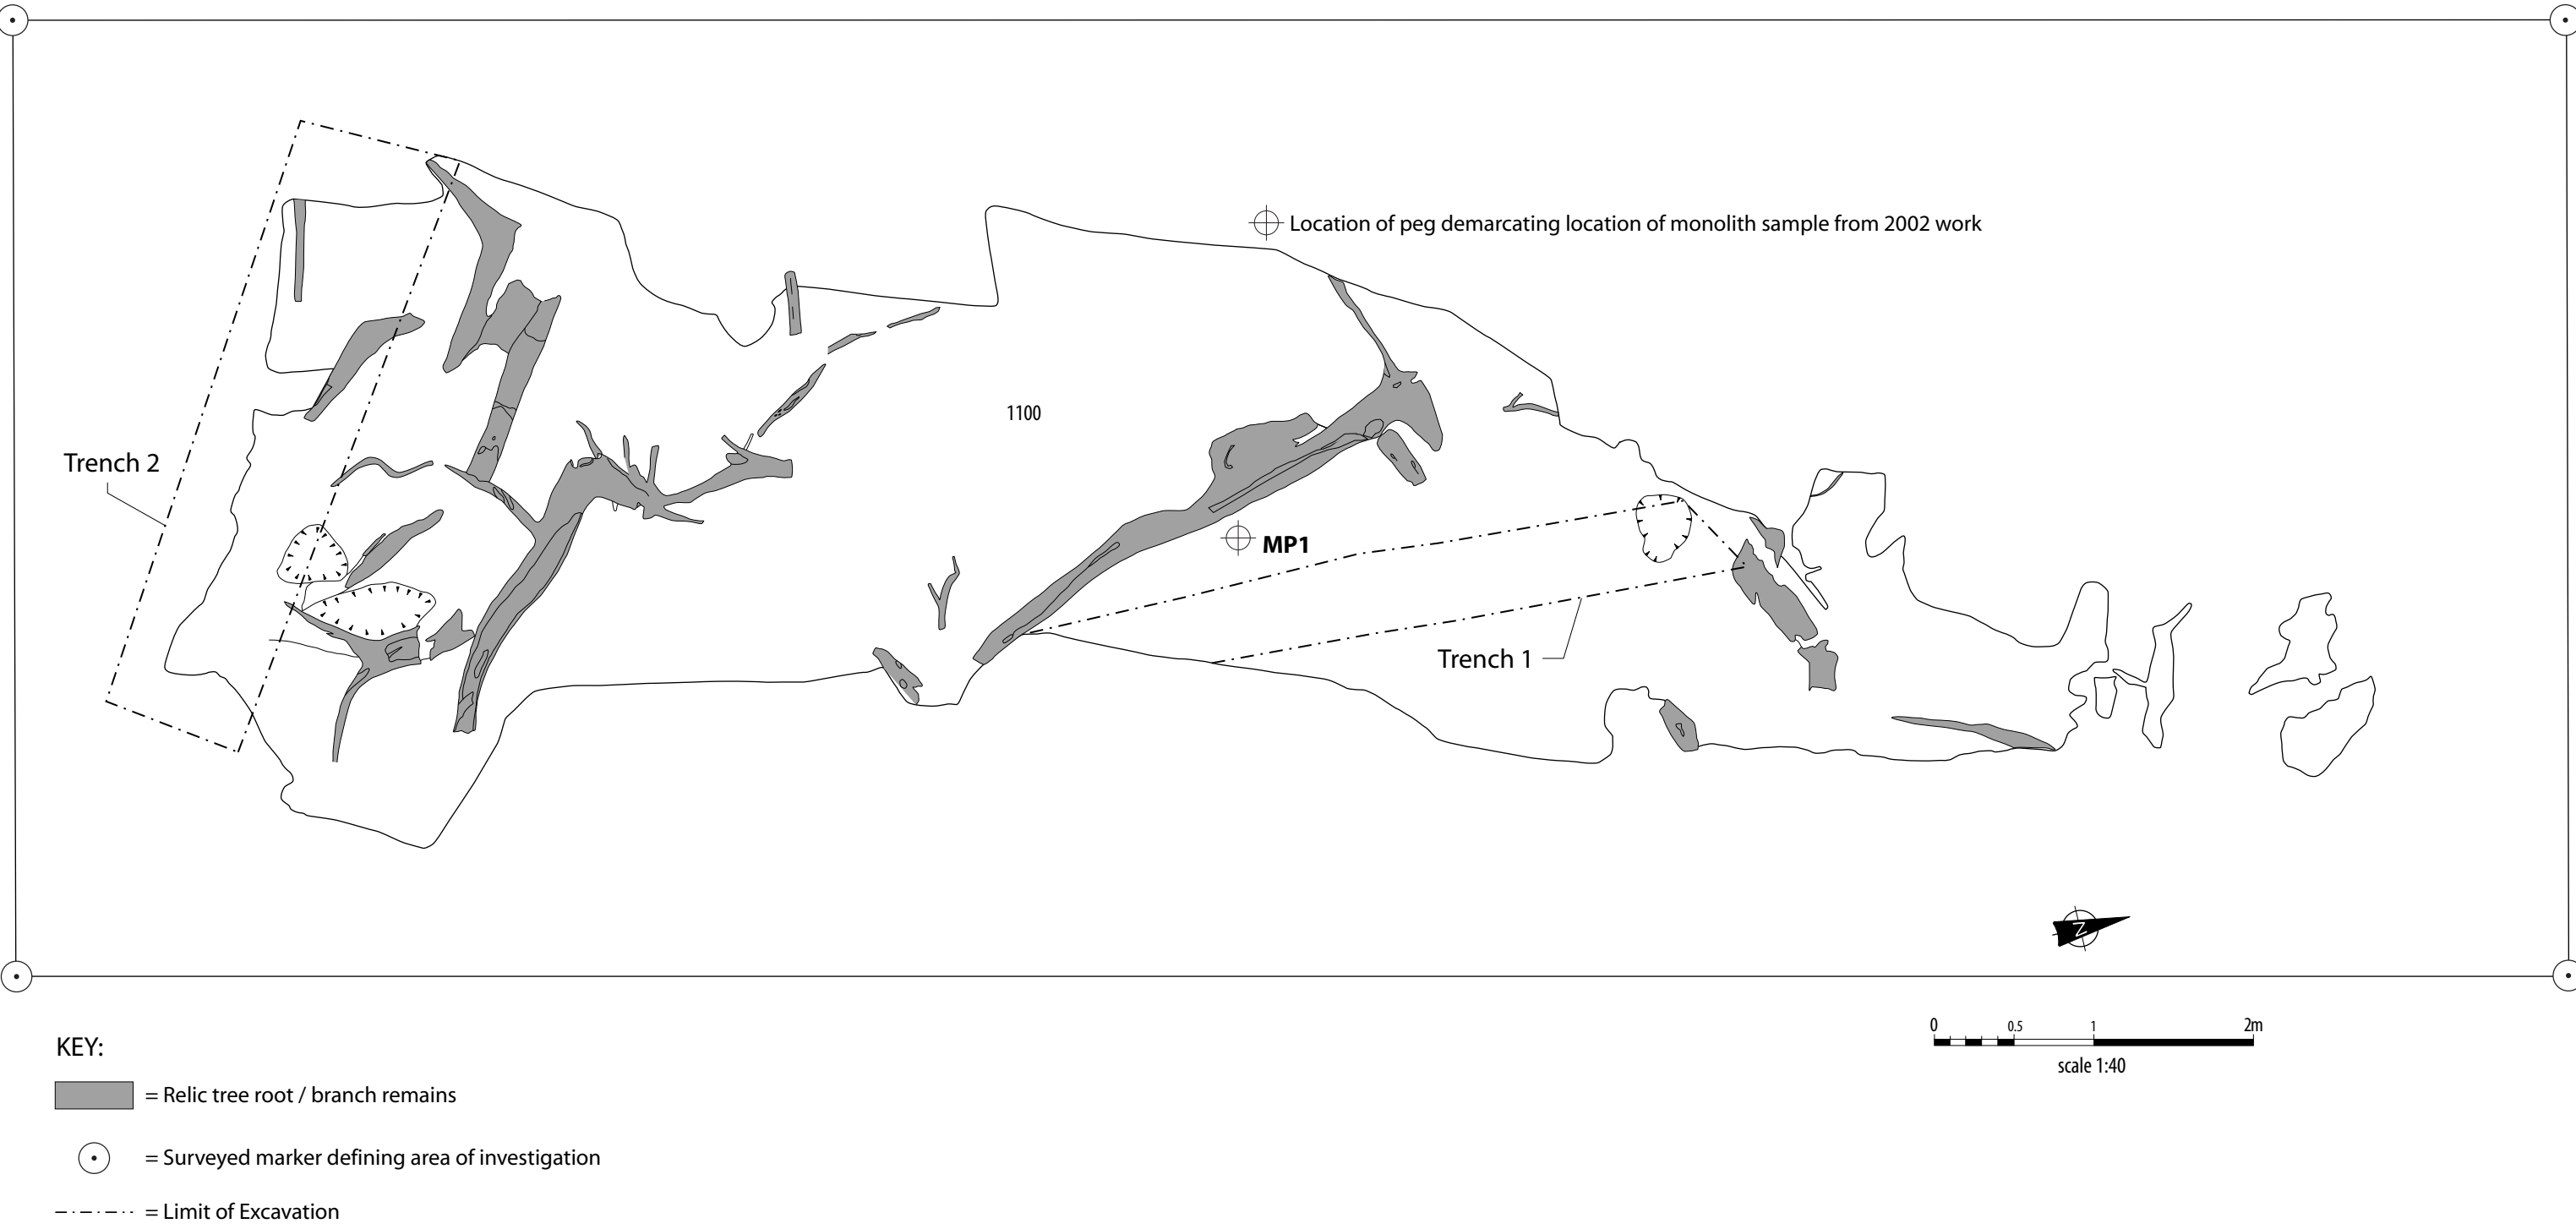 Location of peg demarcating location of monolith sample from 2002 work
1100
Trench 2
MP1
Trench 1
Z
KEY:
= Relic tree root / branch remains
= Surveyed marker defining area of investigation
= Limit of Excavation
0 0.5 1 2m
scale 1:40